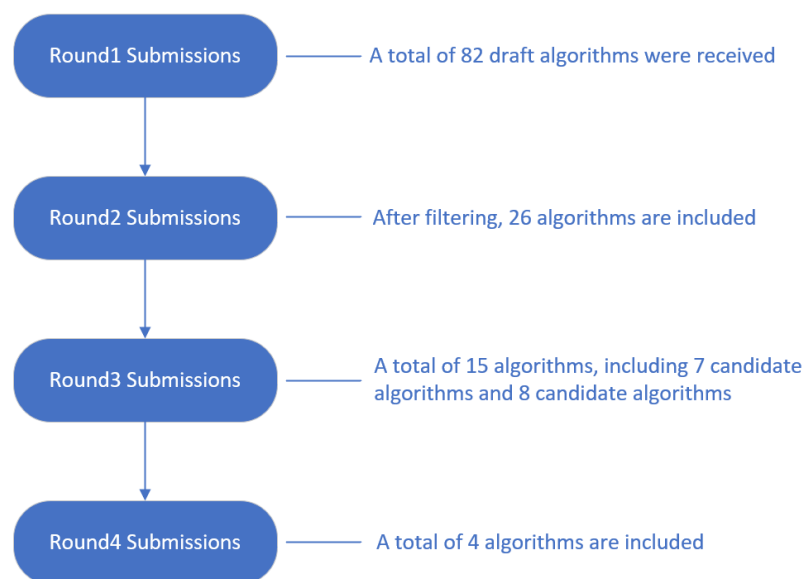 Round1 Submissions
A total of 82 draft algorithms were received
Round2 Submissions
After filtering, 26 algorithms are included
Round3 Submissions
A total of 15 algorithms, including 7 candidate
algorithms and 8 candidate algorithms
Round4 Submissions
A total of 4 algorithms are included